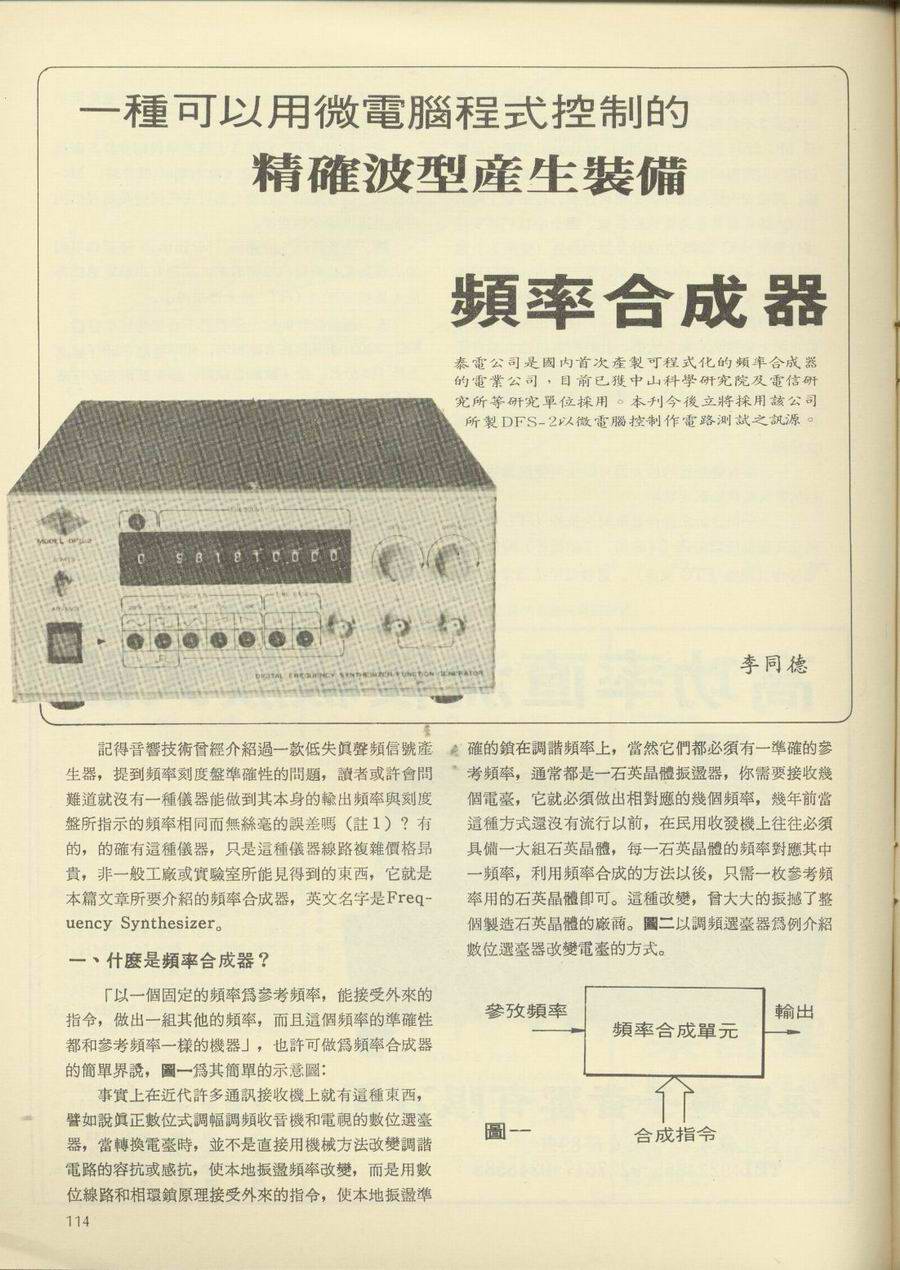 一種可以用微電腦程式控制的
精確波型產生裝備
頻率合成器
泰電公司是國內首次產製可程式化的頻率合成器
的電業公司，目前已獲中山科學研究院及電信研
究所等研究單位採用。本刊今後立將採用該公司
所製DFS-2以微電腦控制作電路測試之訊源。
MODEL DFS-2
POWER
0 981810.000
DIGITAL FREQUENCY SYNTHESIZER/FUNCTION GENERATOR
李同德
記得音響技術曾經介紹過一款低失眞聲頻信號產
生器，提到頻率刻度盤準確性的問題，讀者或許會問
難道就沒有一種儀器能做到其本身的輸出頻率與刻度
盤所指示的頻率相同而無絲毫的誤差嗎（註1）？有
的，的確有這種儀器，只是這種儀器線路複雜價格昂
貴，非一般工廠或實驗室所能見得到的東西，它就是
本篇文章所要介紹的頻率合成器，英文名字是Freq-
uency Synthesizer。
一、什麼是頻率合成器？
「以一個固定的頻率爲參考頻率，能接受外來的
指令，做出一組其他的頻率，而且這個頻率的準確性
都和參考頻率一樣的機器」，也許可做爲頻率合成器
的簡單界說，圖一爲其簡單的示意圖：
事實上在近代許多通訊接收機上就有這種東西，
譬如說眞正數位式調幅調頻收音機和電視的數位選臺
器，當轉換電臺時，並不是直接用機械方法改變調諧
電路的容抗或感抗，使本地振盪頻率改變，而是用數
位線路和相環鎖原理接受外來的指令，使本地振盪準
確的鎖在調諧頻率上，當然它們都必須有一準確的參
考頻率，通常都是一石英晶體振盪器，你需要接收幾
個電臺，它就必須做出相對應的幾個頻率，幾年前當
這種方式還沒有流行以前，在民用收發機上往往必須
具備一大組石英晶體，每一石英晶體的頻率對應其中
一頻率，利用頻率合成的方法以後，只需一枚參考頻
率用的石英晶體卽可。這種改變，曾大大的振撼了整
個製造石英晶體的廠商。圖二以調頻選臺器爲例介紹
數位選臺器改變電臺的方式。
參攷頻率
頻率合成單元
輸出
合成指令
圖一
114